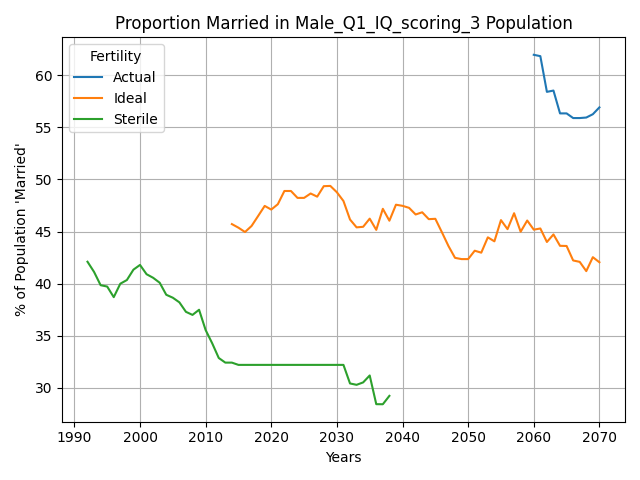 Proportion Married in Male_Q1_IQ_scoring_3 Population
Fertility
Actual
Ideal
Sterile
% of Population 'Married'
60
55
50
45
40
35
30
1990
2000
2010
2020
2030
2040
2050
2060
2070
Years